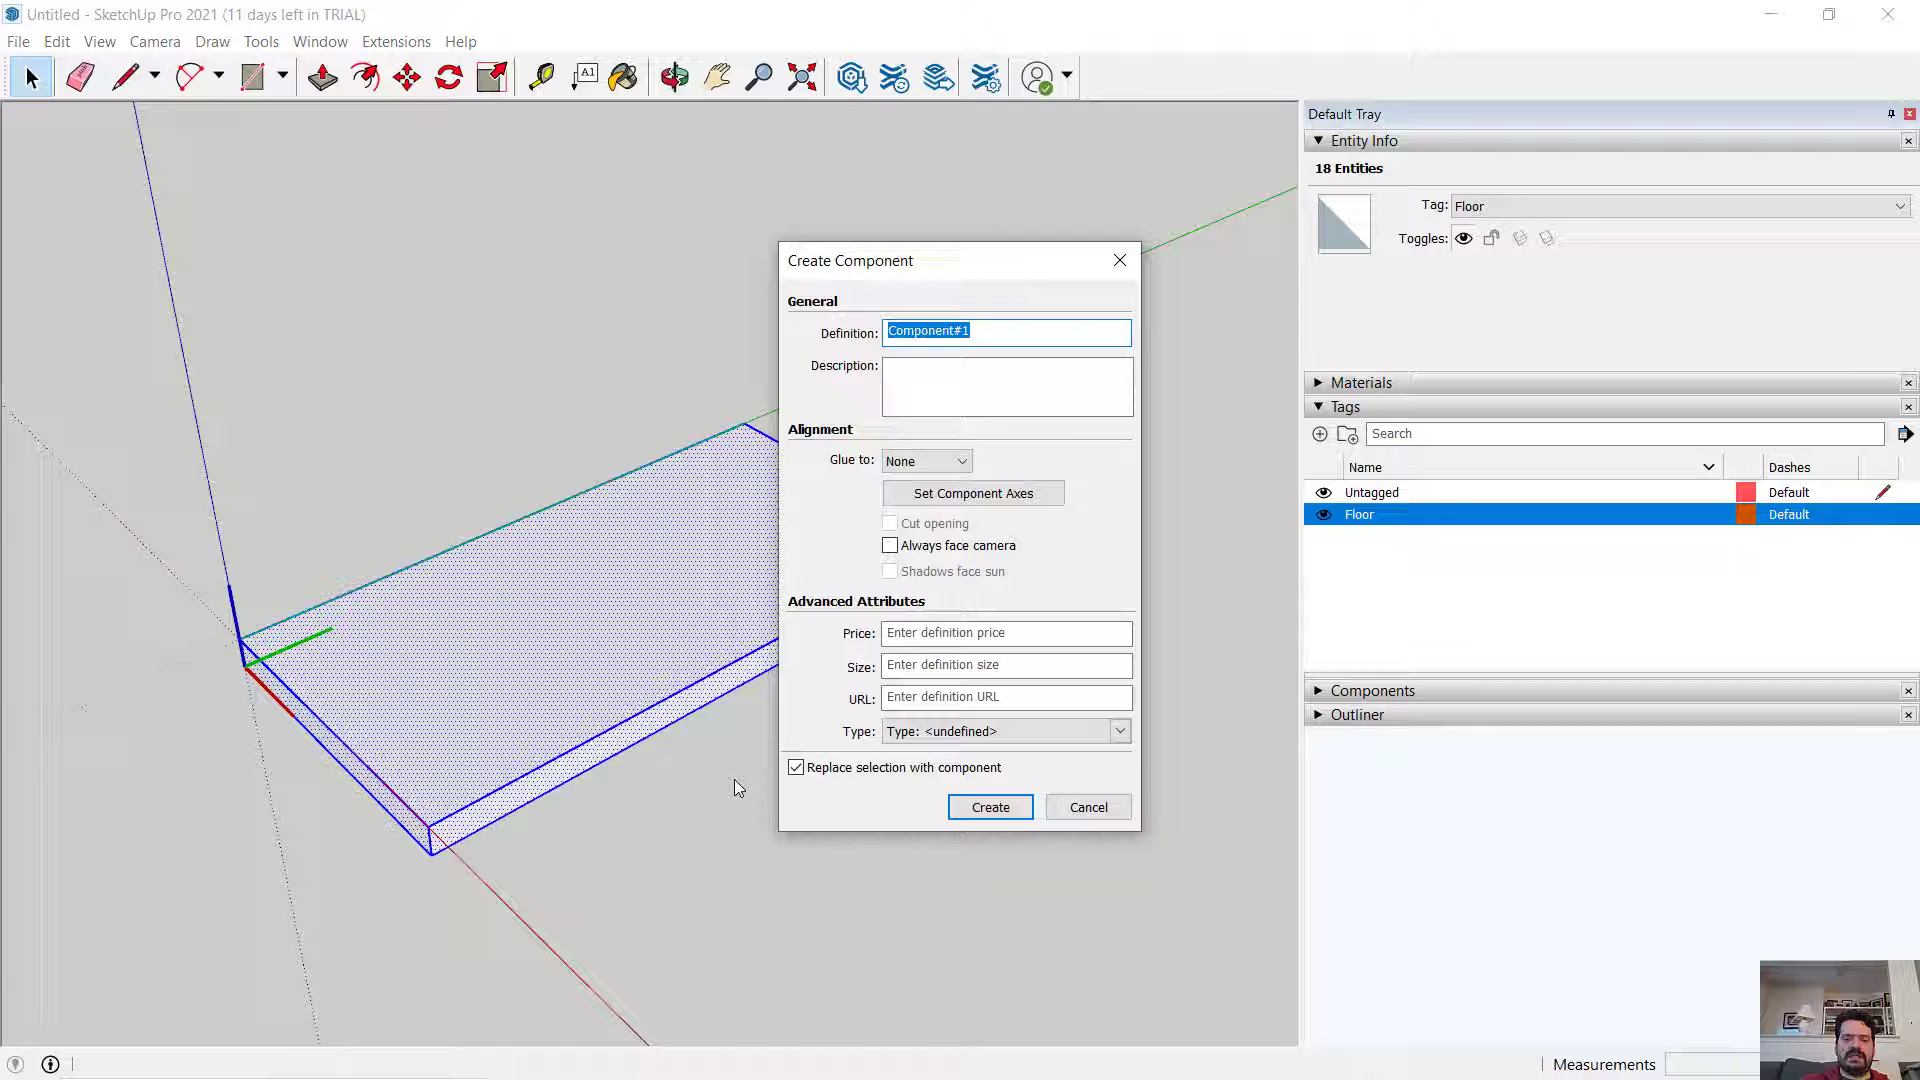 Untitled - SketchUp Pro 2021 (11 days left in TRIAL)
File Edit View Camera Draw Tools Window Extensions Help
A1
Default Tray
Entity Info
18 Entities
Tag: Floor
Toggles:
Create Component
General
Definition: Component#1
Description:
Alignment
Glue to: None
Set Component Axes
Cut opening
Always face camera
Shadows face sun
Advanced Attributes
Price: Enter definition price
Size: Enter definition size
URL: Enter definition URL
Type: Type: <undefined>
Replace selection with component
Create Cancel
Materials
Tags
Search
Name Dashes
Untagged Default
Floor Default
Components
Outliner
Measurements